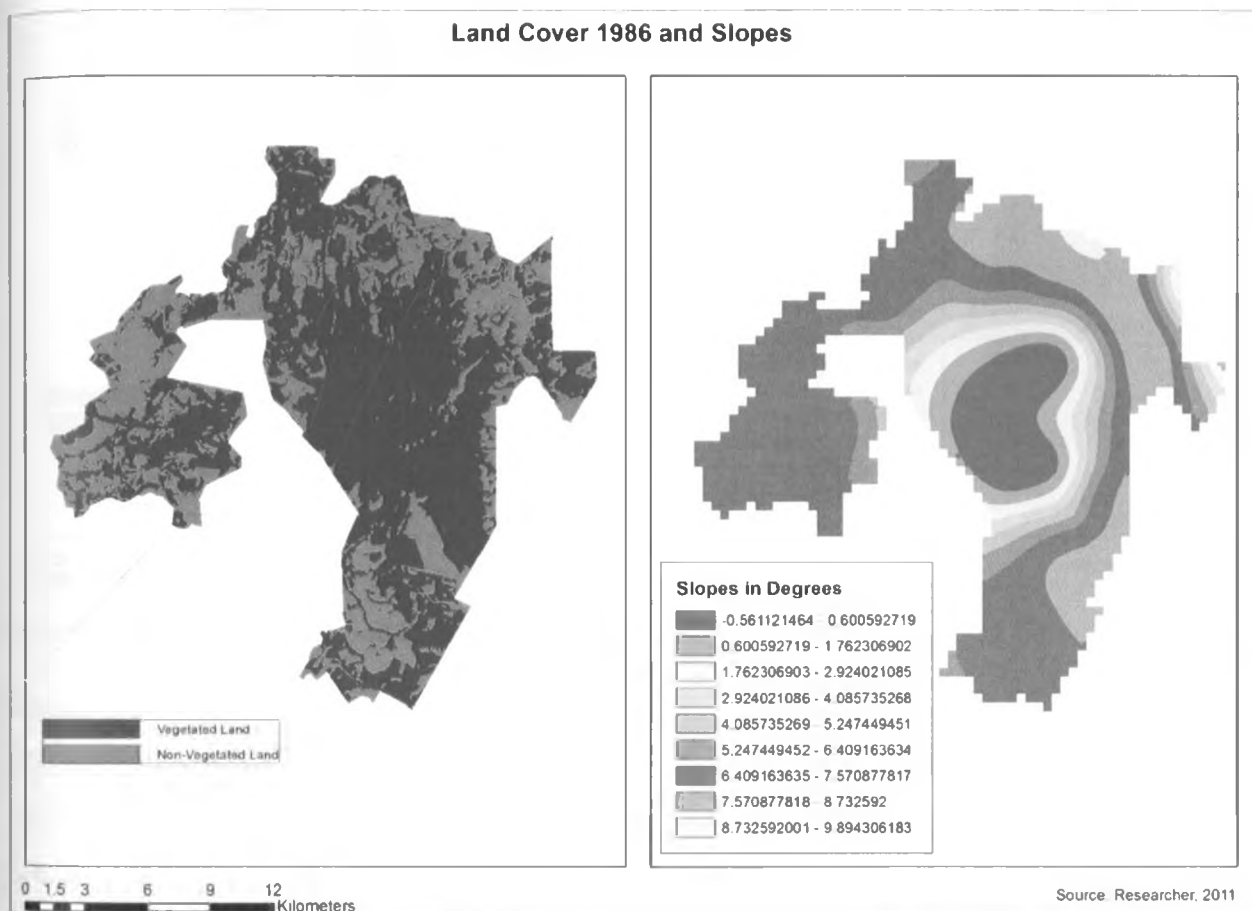 Land Cover 1986 and Slopes
Vegetated Land
Non-Vegetated Land
Slopes in Degrees
-0.561121464 - 0.600592719
0.600592719 - 1.762306902
1.762306903 - 2.924021085
2.924021086 - 4.085735268
4.085735269 - 5.247449451
5.247449452 - 6.409163634
6.409163635 - 7.570877817
7.570877818 - 8.732592
8.732592001 - 9.894306183
0 1.5 3 6 9 12
Kilometers
Source. Researcher, 2011